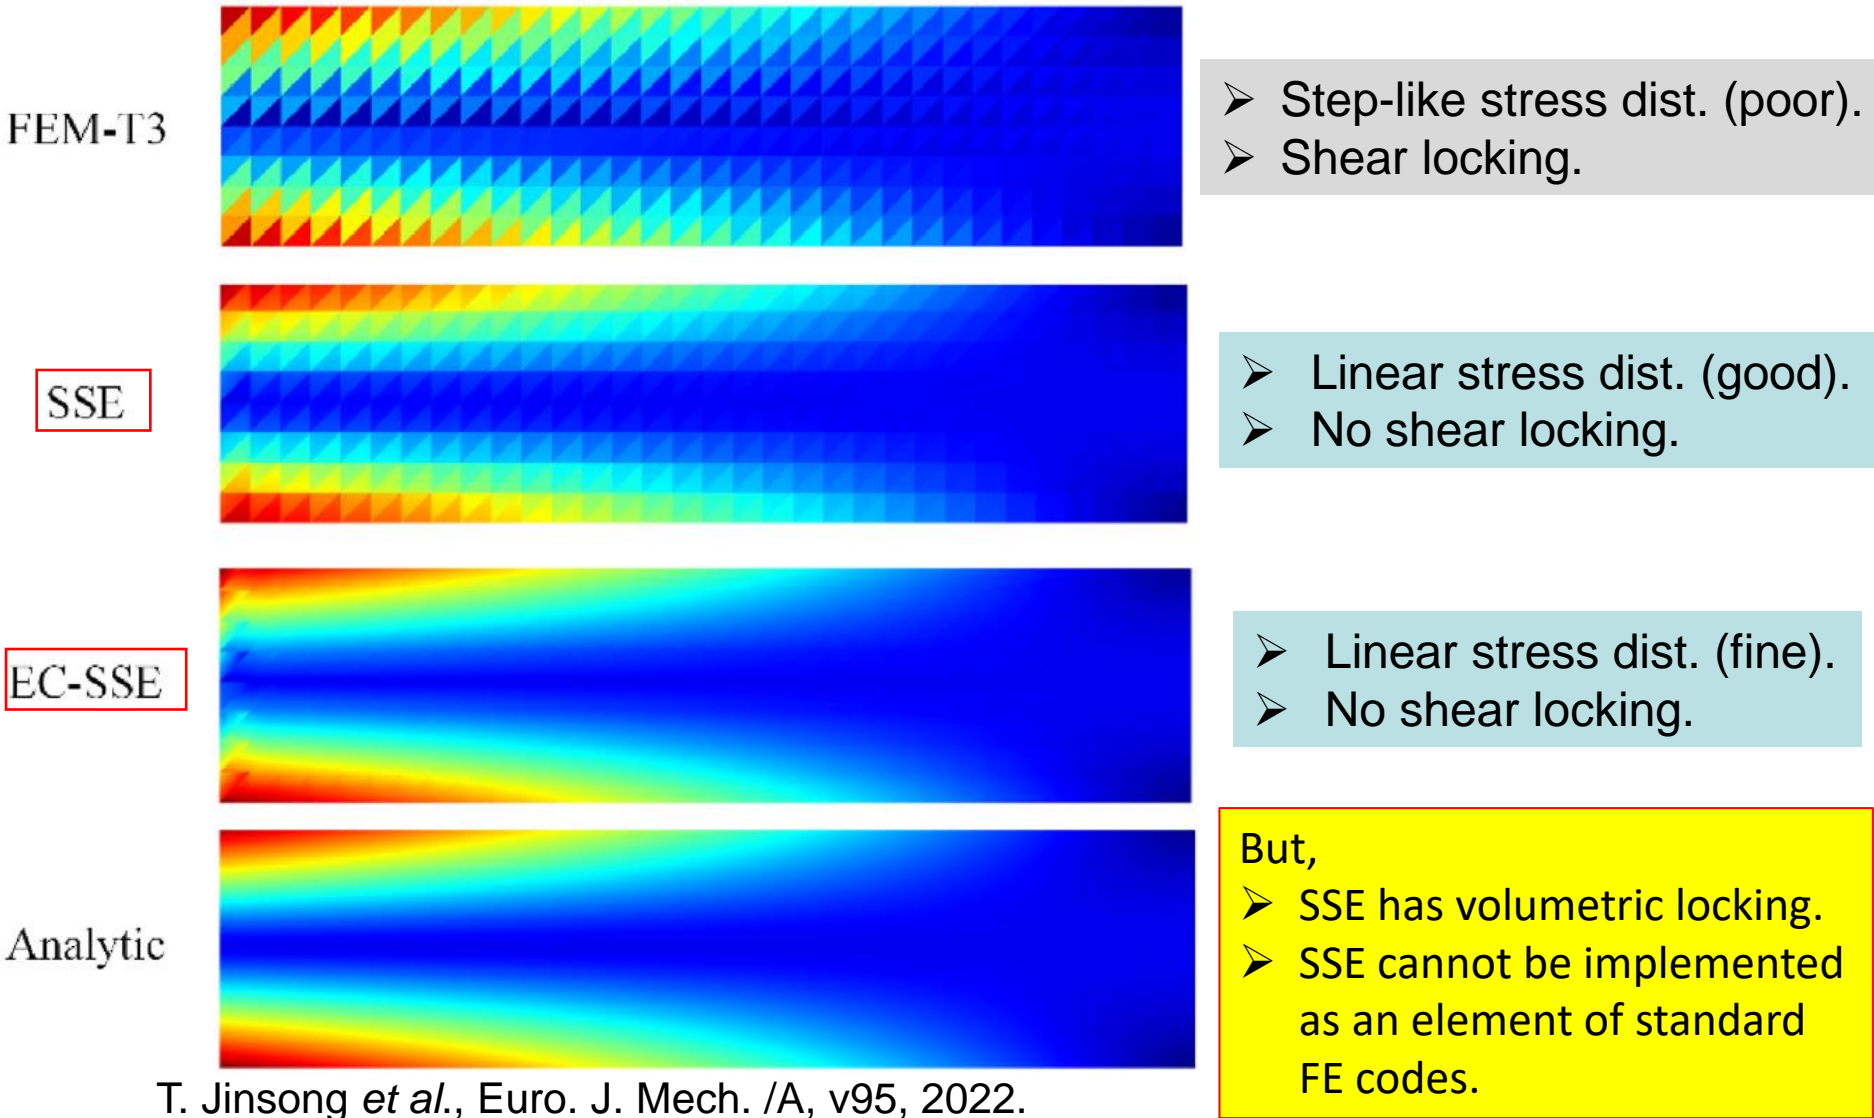 FEM-T3
➢ Step-like stress dist. (poor).
➢ Shear locking.
SSE
➢ Linear stress dist. (good).
➢ No shear locking.
EC-SSE
➢ Linear stress dist. (fine).
➢ No shear locking.
Analytic
But,
➢ SSE has volumetric locking.
➢ SSE cannot be implemented
as an element of standard
FE codes.
T. Jinsong et al., Euro. J. Mech. /A, v95, 2022.